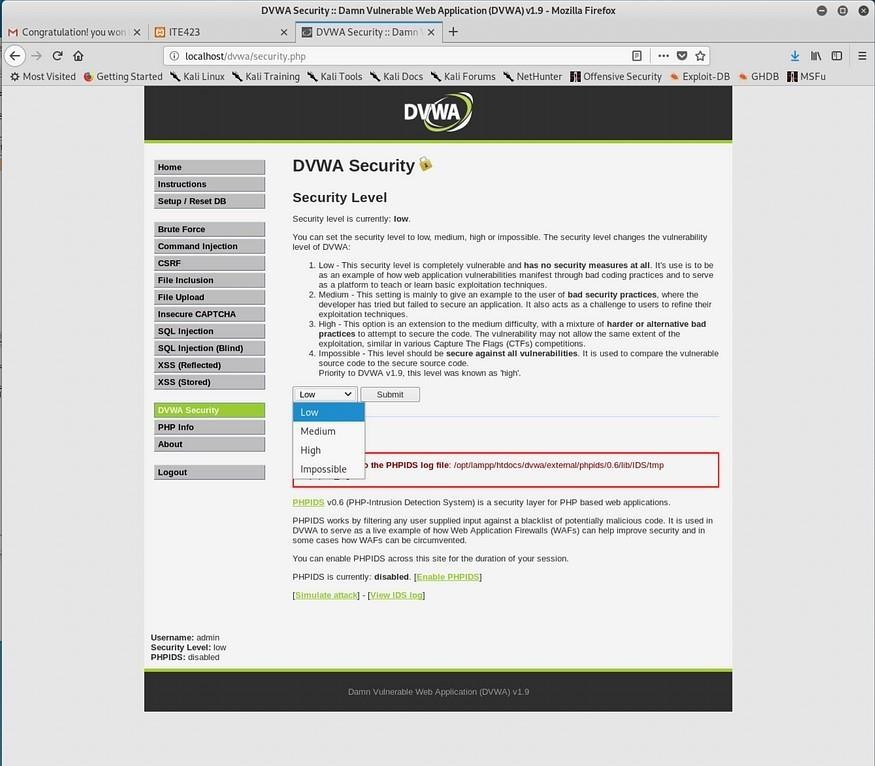 DVWA Security :: Damn Vulnerable Web Application (DVWA) v1.9 - Mozilla Firefox
Congratulation! you won
ITE423
DVWA Security :: Damn V
localhost/dvwa/security.php
Most Visited Getting Started Kali Linux Kali Training Kali Tools Kali Docs Kali Forums NetHunter Offensive Security Exploit-DB GHDB MSFu
DVWA
Home
Instructions
Setup / Reset DB
Brute Force
Command Injection
CSRF
File Inclusion
File Upload
Insecure CAPTCHA
SQL Injection
SQL Injection (Blind)
XSS (Reflected)
XSS (Stored)
DVWA Security
PHP Info
About
Logout
DVWA Security
Security Level
Security level is currently: low.
You can set the security level to low, medium, high or impossible. The security level changes the vulnerability
level of DVWA:
1. Low - This security level is completely vulnerable and has no security measures at all. It's use is to be
as an example of how web application vulnerabilities manifest through bad coding practices and to serve
as a platform to teach or learn basic exploitation techniques.
2. Medium - This setting is mainly to give an example to the user of bad security practices, where the
developer has tried but failed to secure an application. It also acts as a challenge to users to refine their
exploitation techniques.
3. High - This option is an extension to the medium difficulty, with a mixture of harder or alternative bad
practices to attempt to secure the code. The vulnerability may not allow the same extent of the
exploitation, similar in various Capture The Flags (CTFs) competitions.
4. Impossible - This level should be secure against all vulnerabilities. It is used to compare the vulnerable
source code to the secure source code.
Priority to DVWA v1.9, this level was known as 'high'.
Low
Submit
Low
Medium
High
Impossible
the PHPIDS log file: /opt/lampp/htdocs/dvwa/external/phpids/0.6/lib/IDS/tmp
PHPIDS v0.6 (PHP-Intrusion Detection System) is a security layer for PHP based web applications.
PHPIDS works by filtering any user supplied input against a blacklist of potentially malicious code. It is used in
DVWA to serve as a live example of how Web Application Firewalls (WAFs) can help improve security and in
some cases how WAFs can be circumvented.
You can enable PHPIDS across this site for the duration of your session.
PHPIDS is currently: disabled. [Enable PHPIDS]
[Simulate attack] - [View IDS log]
Username: admin
Security Level: low
PHPIDS: disabled
Damn Vulnerable Web Application (DVWA) v1.9